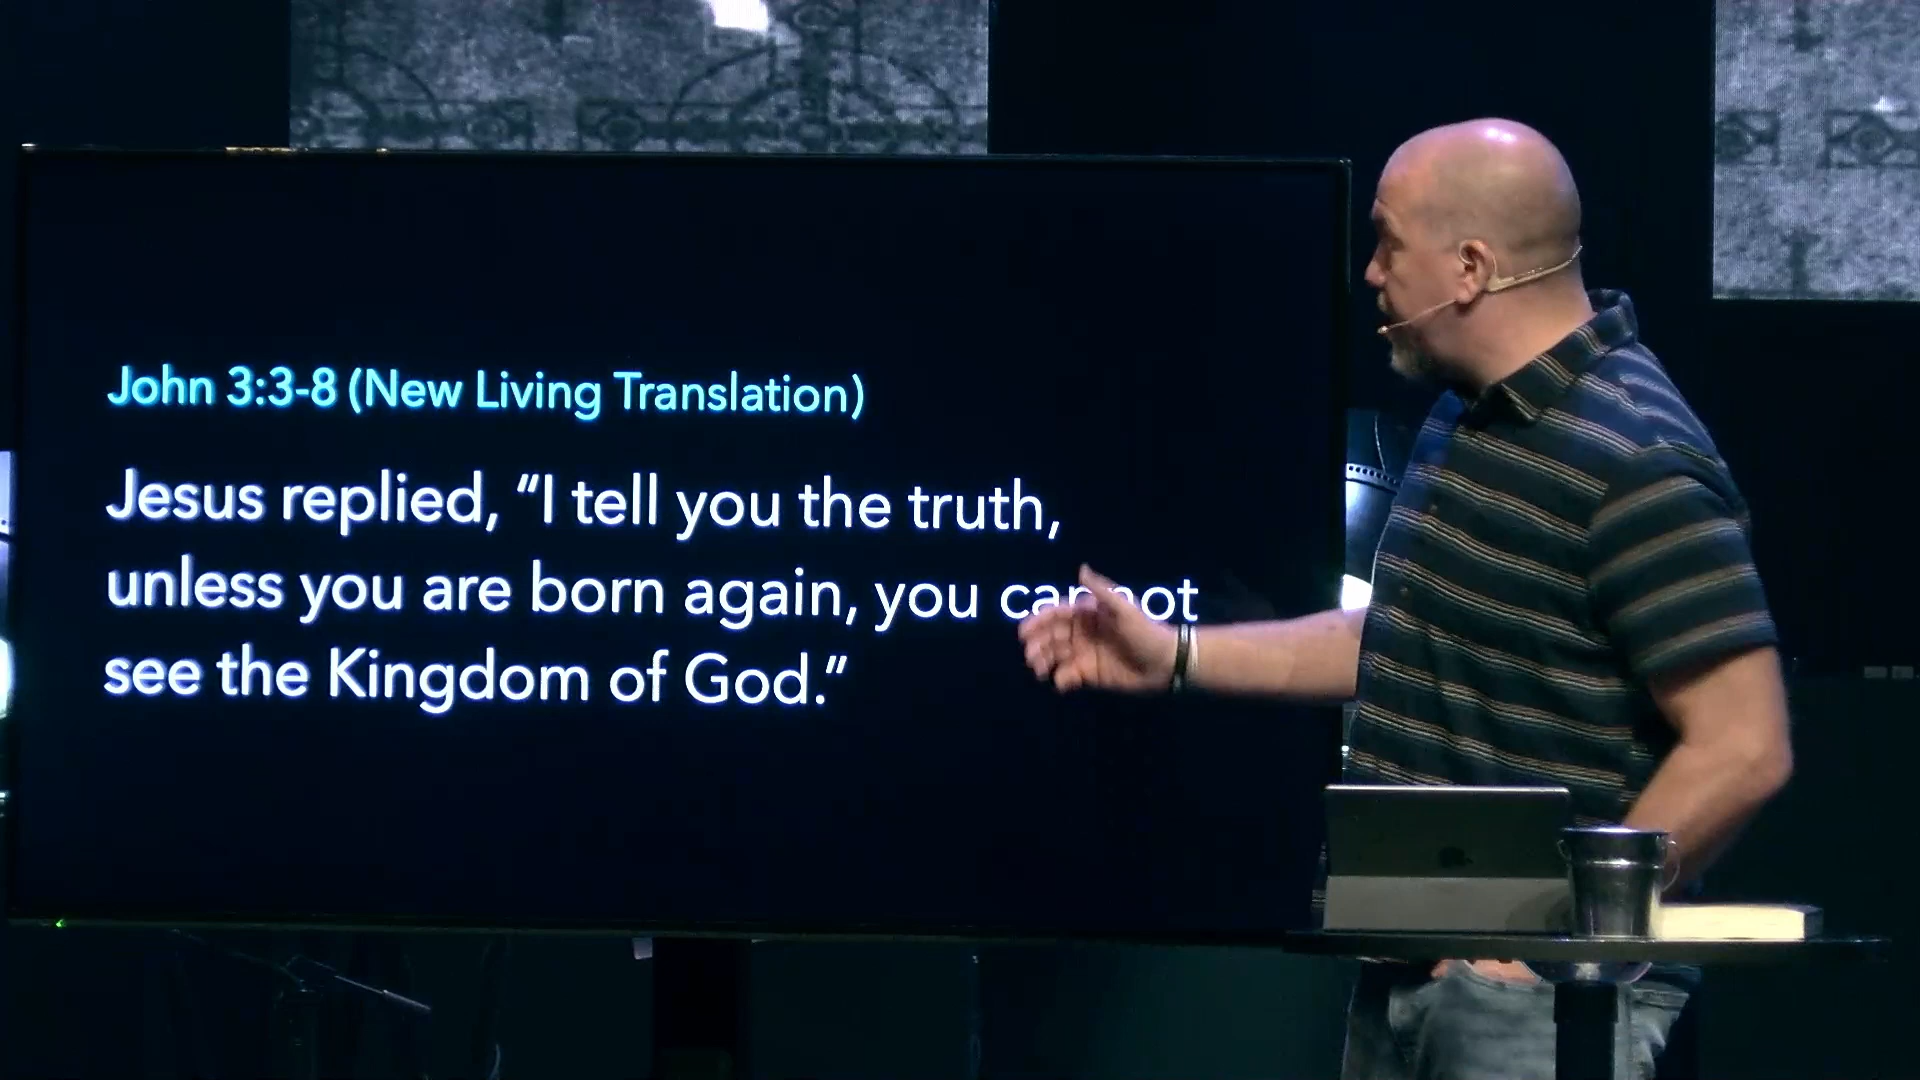 John 3:3-8 (New Living Translation)
Jesus replied, “I tell you the truth,
unless you are born again, you cannot
see the Kingdom of God.”